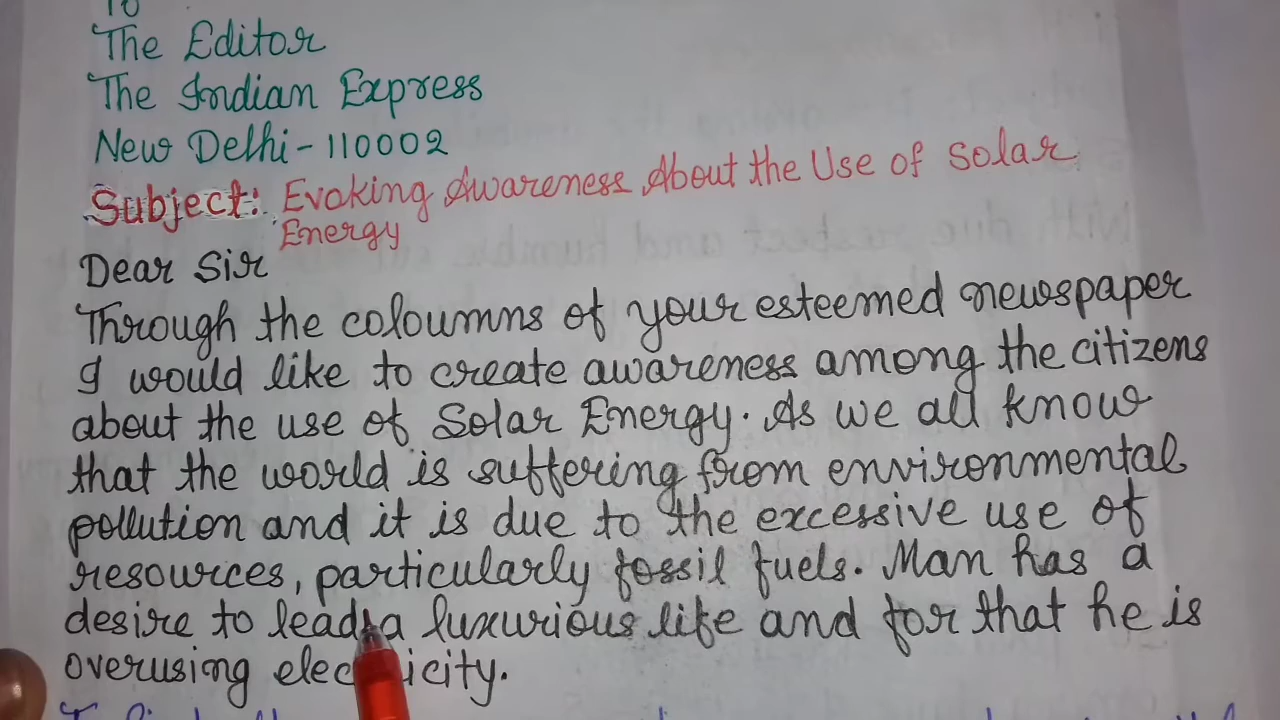 To
The Editor
The Indian Express
New Delhi - 110002
Subject: Evoking Awareness About the Use of Solar
Energy
Dear Sir
Through the coloumns of your esteemed newspaper
I would like to create awareness among the citizens
about the use of Solar Energy. As we all know
that the world is suffering from environmental
pollution and it is due to the excessive use of
resources, particularly fossil fuels. Man has a
desire to lead a luxurious life and for that he is
overusing electricity.